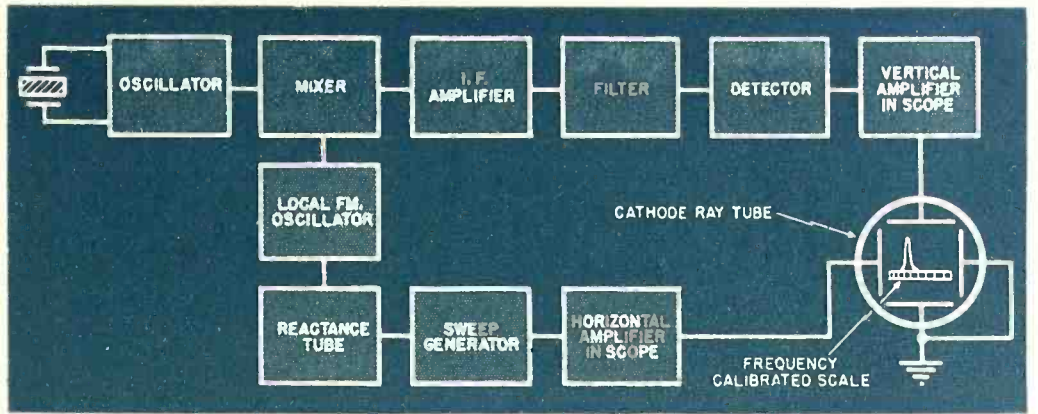 OSCILLATOR
MIXER
I. F.
AMPLIFIER
FILTER
DETECTOR
VERTICAL
AMPLIFIER
IN SCOPE
LOCAL FM.
OSCILLATOR
CATHODE RAY TUBE
REACTANCE
TUBE
SWEEP
GENERATOR
HORIZONTAL
AMPLIFIER
IN SCOPE
FREQUENCY
CALIBRATED SCALE